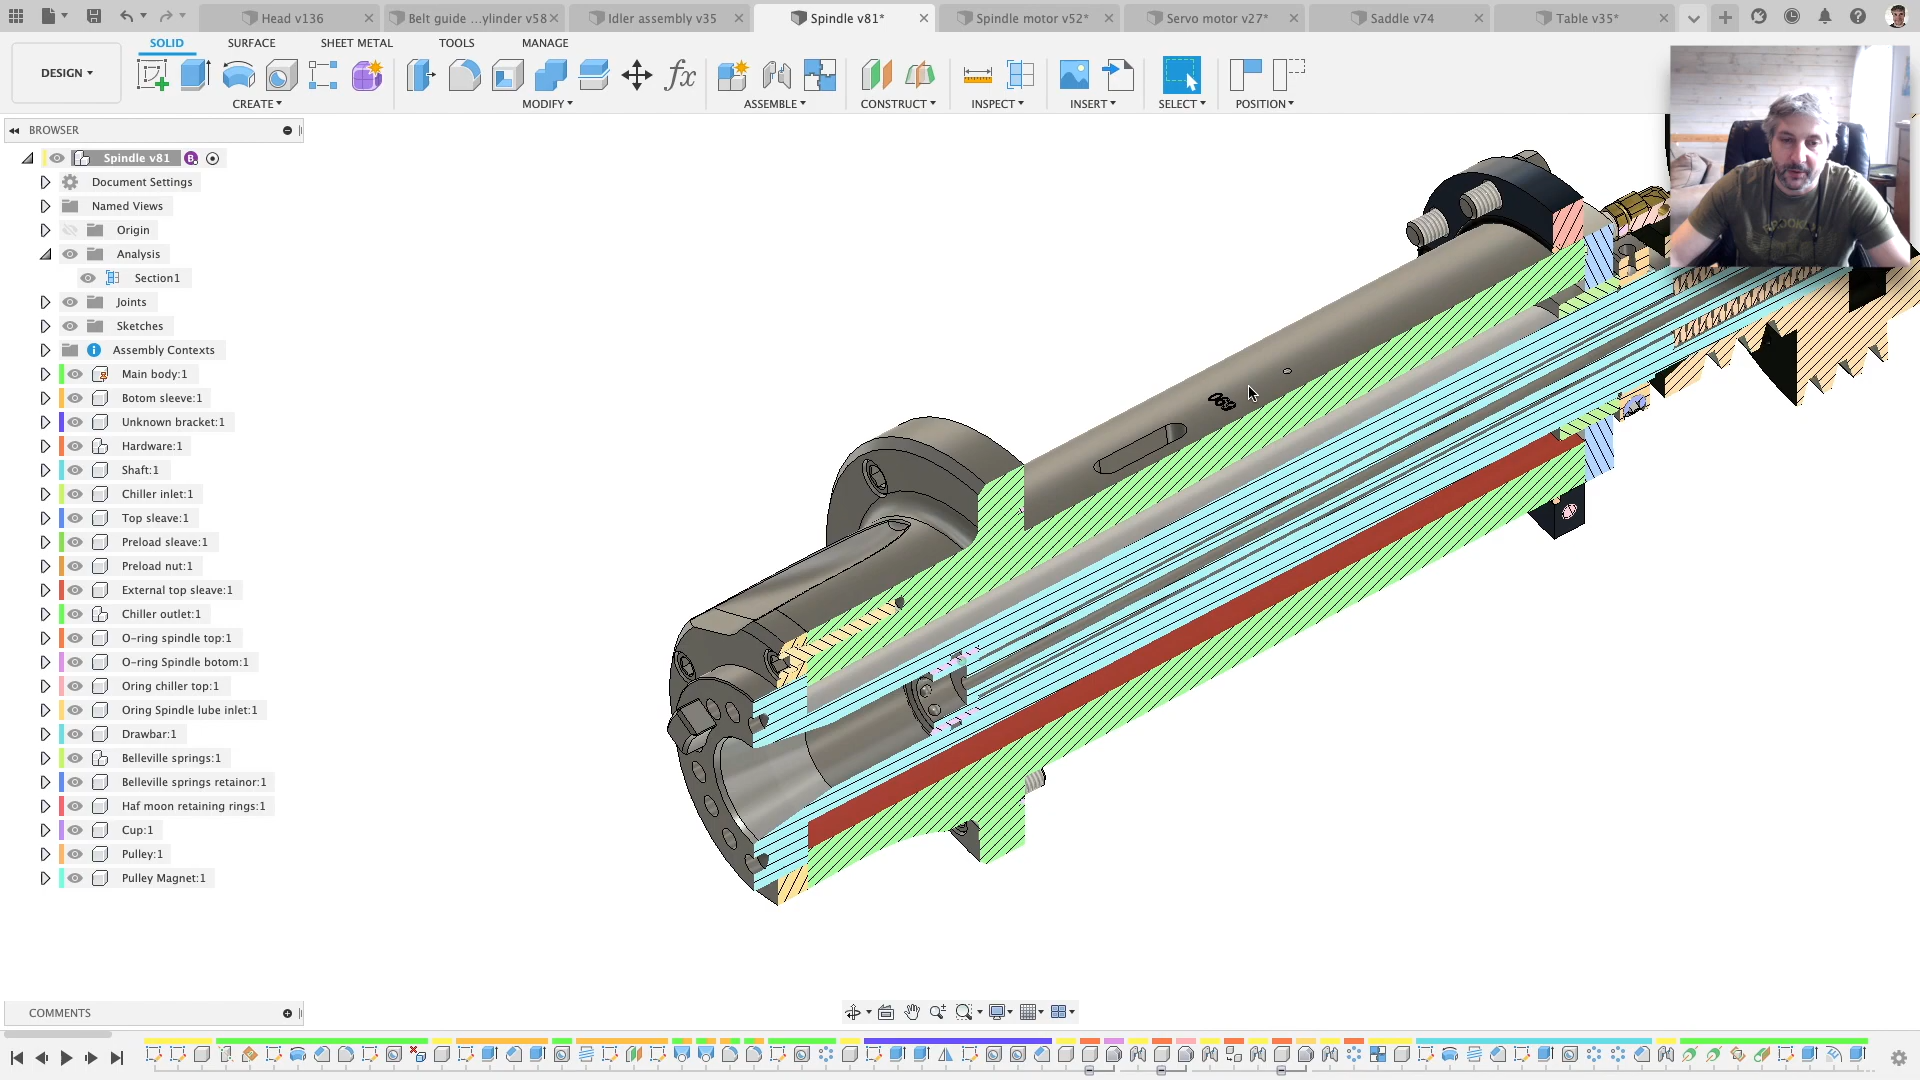 Head v136
Belt guide ...ylinder v58
Idler assembly v35
Spindle v81*
Spindle motor v52*
Servo motor v27*
Saddle v74
Table v35*
SOLID
SURFACE
SHEET METAL
TOOLS
MANAGE
DESIGN
CREATE
MODIFY
ASSEMBLE
CONSTRUCT
INSPECT
INSERT
SELECT
POSITION
BROWSER
Spindle v81
Document Settings
Named Views
Origin
Analysis
Section1
Joints
Sketches
Assembly Contexts
Main body:1
Botom sleeve:1
Unknown bracket:1
Hardware:1
Shaft:1
Chiller inlet:1
Top sleave:1
Preload sleave:1
Preload nut:1
External top sleave:1
Chiller outlet:1
O-ring spindle top:1
O-ring Spindle botom:1
Oring chiller top:1
Oring Spindle lube inlet:1
Drawbar:1
Belleville springs:1
Belleville springs retainor:1
Haf moon retaining rings:1
Cup:1
Pulley:1
Pulley Magnet:1
COMMENTS